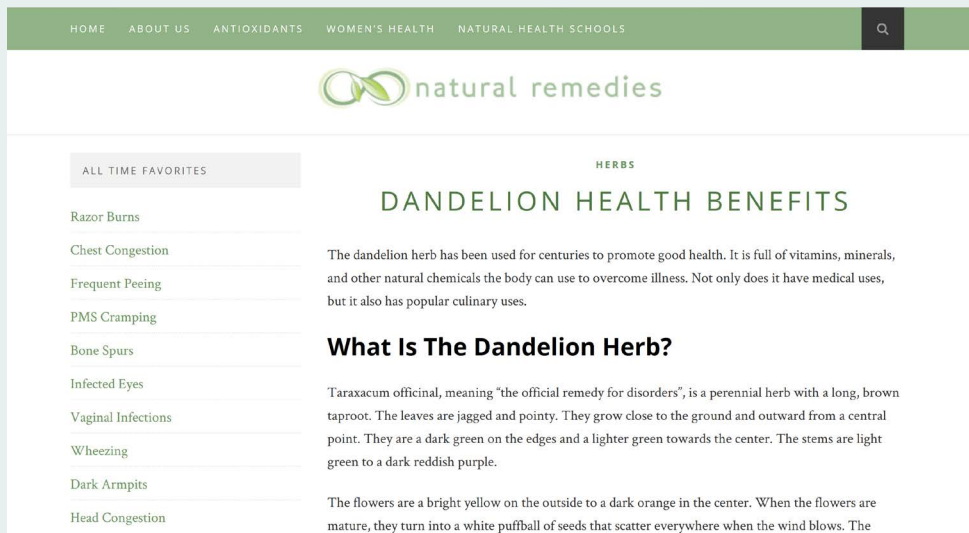 HOME ABOUT US ANTIOXIDANTS WOMEN'S HEALTH NATURAL HEALTH SCHOOLS
natural remedies
ALL TIME FAVORITES
Razor Burns
Chest Congestion
Frequent Peeing
PMS Cramping
Bone Spurs
Infected Eyes
Vaginal Infections
Wheezing
Dark Armpits
Head Congestion
HERBS
DANDELION HEALTH BENEFITS
The dandelion herb has been used for centuries to promote good health. It is full of vitamins, minerals,
and other natural chemicals the body can use to overcome illness. Not only does it have medical uses,
but it also has popular culinary uses.
What Is The Dandelion Herb?
Taraxacum officinal, meaning “the official remedy for disorders”, is a perennial herb with a long, brown
taproot. The leaves are jagged and pointy. They grow close to the ground and outward from a central
point. They are a dark green on the edges and a lighter green towards the center. The stems are light
green to a dark reddish purple.
The flowers are a bright yellow on the outside to a dark orange in the center. When the flowers are
mature, they turn into a white puffball of seeds that scatter everywhere when the wind blows. The